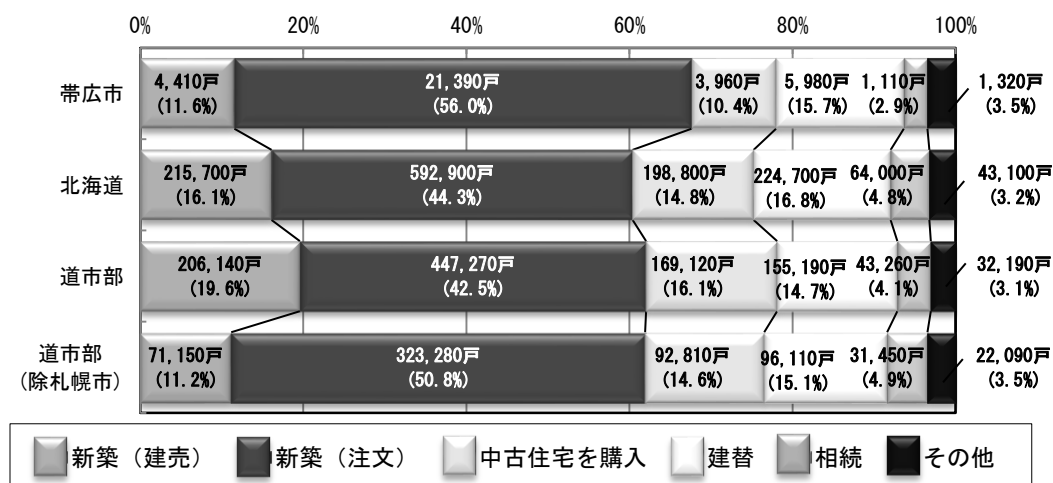 0% 20% 40% 60% 80% 100%
帯広市
4,410戸 21,390戸 3,960戸 5,980戸 1,110戸 1,320戸
(11.6%) (56.0%) (10.4%) (15.7%) (2.9%) (3.5%)
北海道
215,700戸 592,900戸 198,800戸 224,700戸 64,000戸 43,100戸
(16.1%) (44.3%) (14.8%) (16.8%) (4.8%) (3.2%)
道市部
206,140戸 447,270戸 169,120戸 155,190戸 43,260戸 32,190戸
(19.6%) (42.5%) (16.1%) (14.7%) (4.1%) (3.1%)
道市部
(除札幌市)
71,150戸 323,280戸 92,810戸 96,110戸 31,450戸 22,090戸
(11.2%) (50.8%) (14.6%) (15.1%) (4.9%) (3.5%)
新築(建売) 新築(注文) 中古住宅を購入 建替 相続 その他